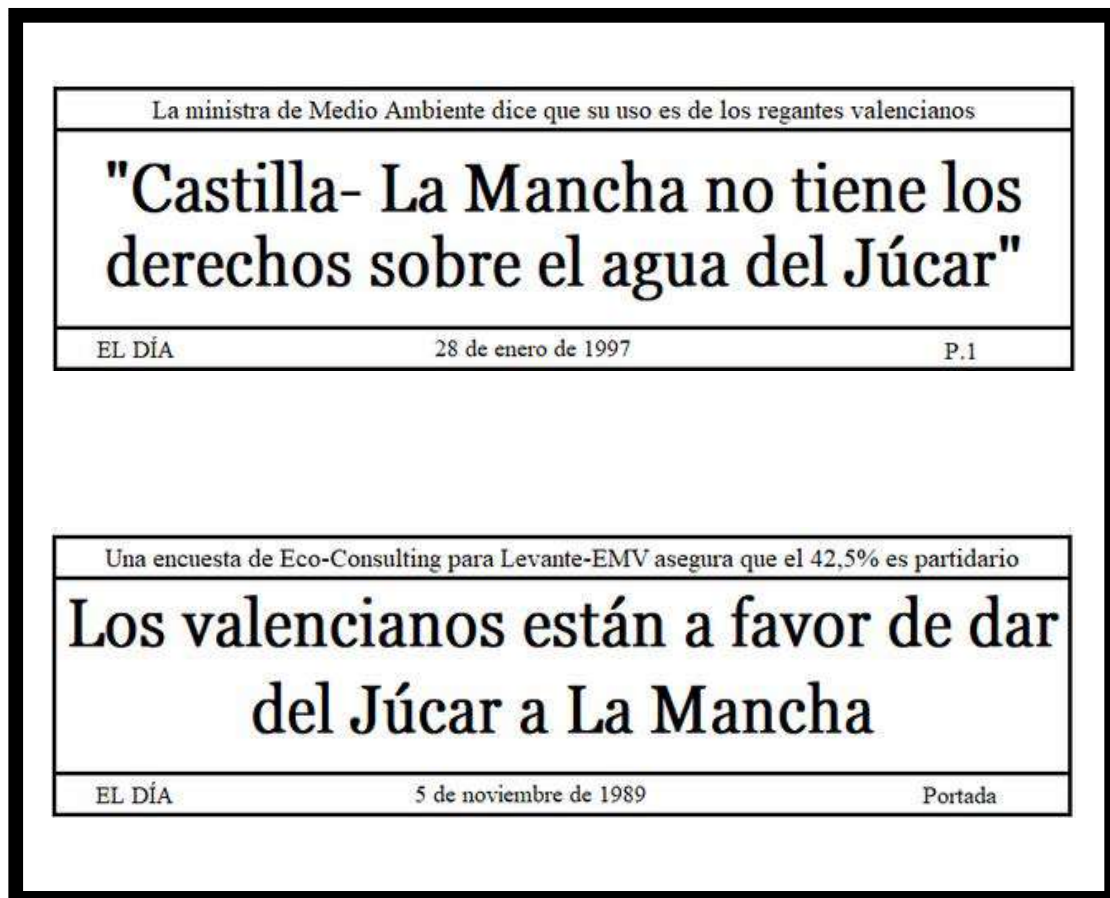 La ministra de Medio Ambiente dice que su uso es de los regantes valencianos
"Castilla- La Mancha no tiene los
derechos sobre el agua del Júcar"
EL DÍA 28 de enero de 1997 P.1
Una encuesta de Eco-Consulting para Levante-EMV asegura que el 42,5% es partidario
Los valencianos están a favor de dar
del Júcar a La Mancha
EL DÍA 5 de noviembre de 1989 Portada